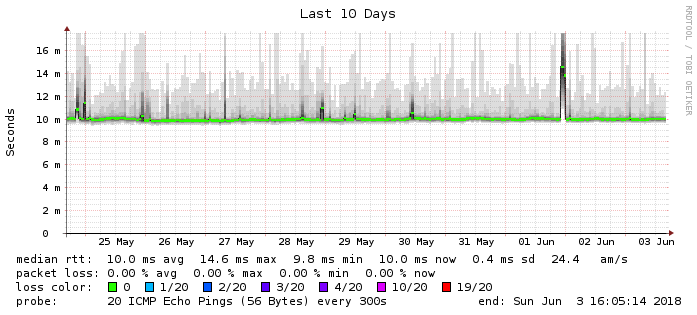 Last 10 Days
RRDTOOL / TOBI OETIKER
Seconds
16 m
14 m
12 m
10 m
8 m
6 m
4 m
2 m
0
25 May 26 May 27 May 28 May 29 May 30 May 31 May 01 Jun 02 Jun 03 Jun
median rtt: 10.0 ms avg 14.6 ms max 9.8 ms min 10.0 ms now 0.4 ms sd 24.4 am/s
packet loss: 0.00 % avg 0.00 % max 0.00 % min 0.00 % now
loss color: 0 1/20 2/20 3/20 4/20 10/20 19/20
probe: 20 ICMP Echo Pings (56 Bytes) every 300s end: Sun Jun 3 16:05:14 2018